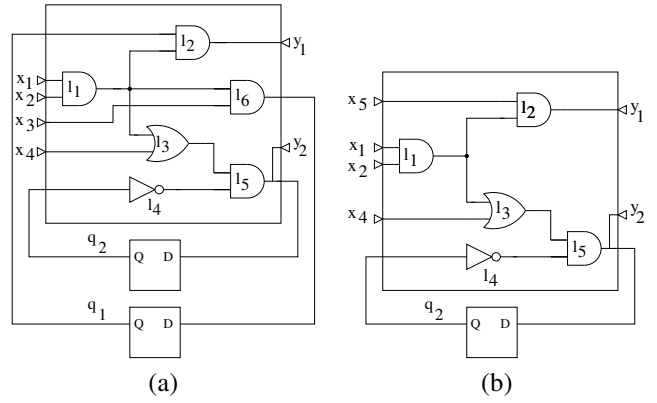 l2 y1
x1 l1
x2 l6
x3
x4 l3 y2
l5
l4
q2 Q D
q1 Q D
(a)
x5 l2 y1
x1 l1
x2
x4 l3 y2
l5
l4
q2 Q D
(b)